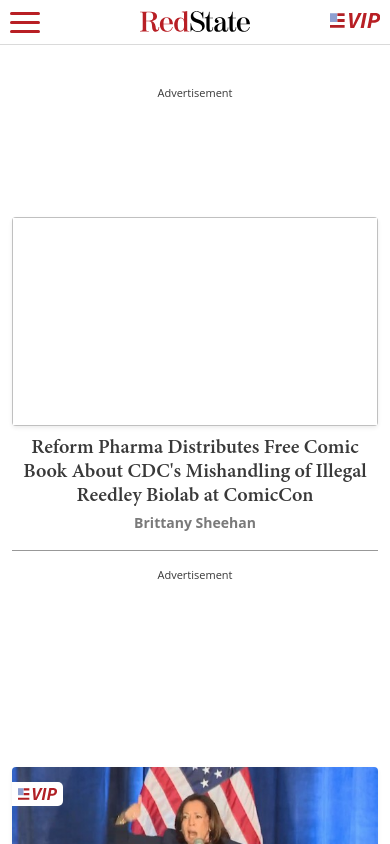 RedState
VIP
Advertisement
Reform Pharma Distributes Free Comic
Book About CDC's Mishandling of Illegal
Reedley Biolab at ComicCon
Brittany Sheehan
Advertisement
VIP